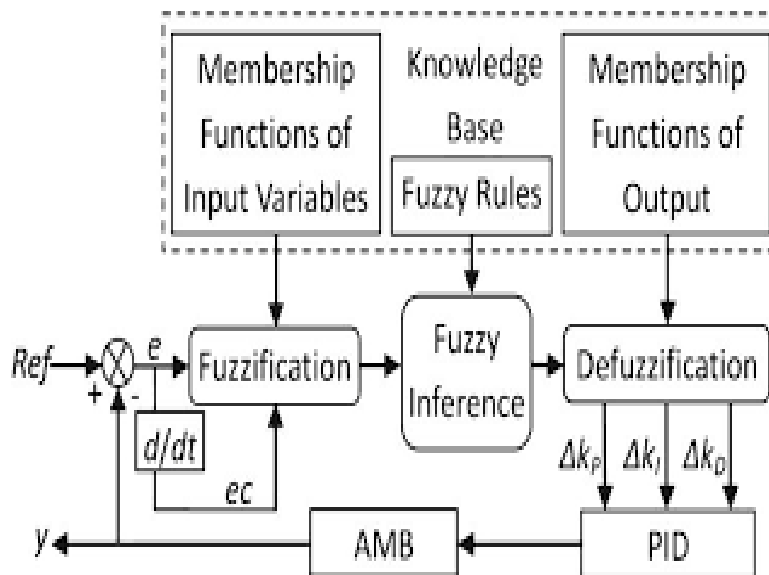 Membership
Functions of
Input Variables
Knowledge
Base
Fuzzy Rules
Membership
Functions of
Output
Ref
+
-
e
Fuzzification
Fuzzy
Inference
Defuzzification
d/dt
ec
Δk_P
Δk_I
Δk_D
y
AMB
PID